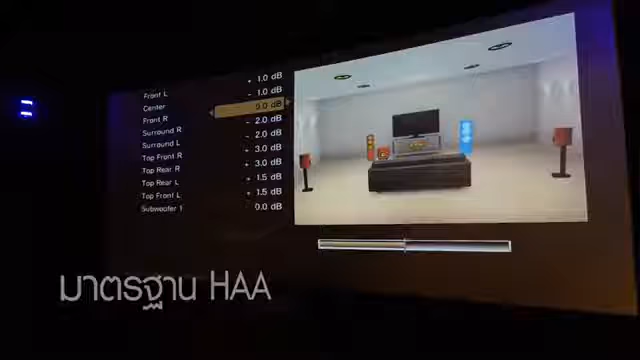 Front L + 1.0 dB
Center - 1.0 dB
Front R 0.0 dB
Surround R - 2.0 dB
Surround L - 2.0 dB
Top Front R + 3.0 dB
Top Rear R + 3.0 dB
Top Rear L + 1.5 dB
Top Front L + 1.5 dB
Subwoofer 1 0.0 dB
มาตรฐาน HAA